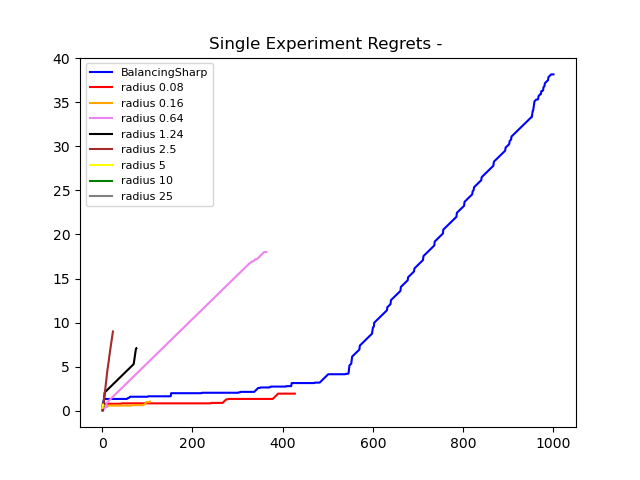 Single Experiment Regrets -
BalancingSharp
radius 0.08
radius 0.16
radius 0.64
radius 1.24
radius 2.5
radius 5
radius 10
radius 25
40
35
30
25
20
15
10
5
0
0 200 400 600 800 1000